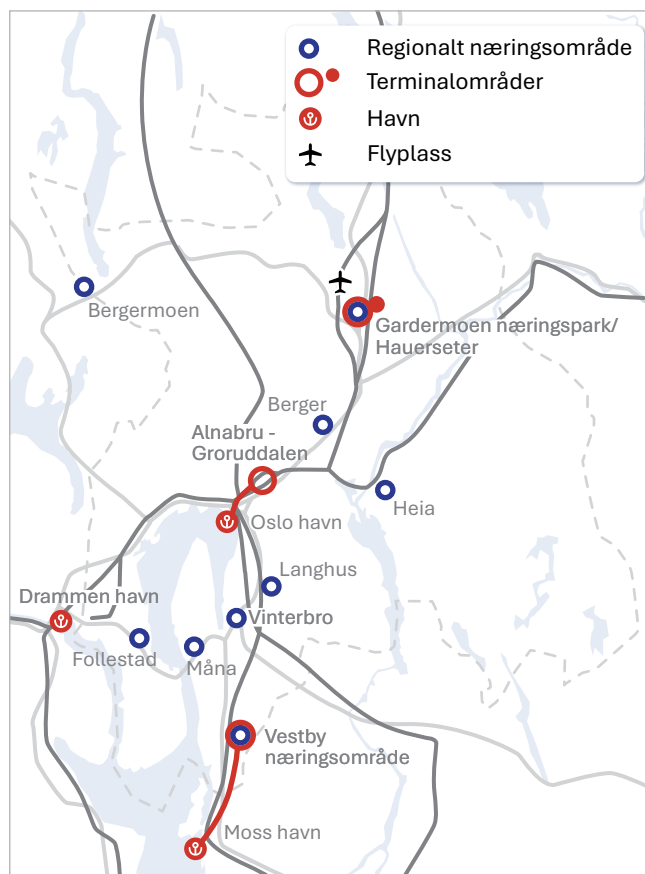 Regionalt næringsområde
Terminalområder
Havn
Flyplass
Bergermoen
Gardermoen næringspark/
Hauerseter
Berger
Alnabru -
Groruddalen
Heia
Oslo havn
Langhus
Drammen havn
Vinterbro
Follestad
Måna
Vestby
næringsområde
Moss havn